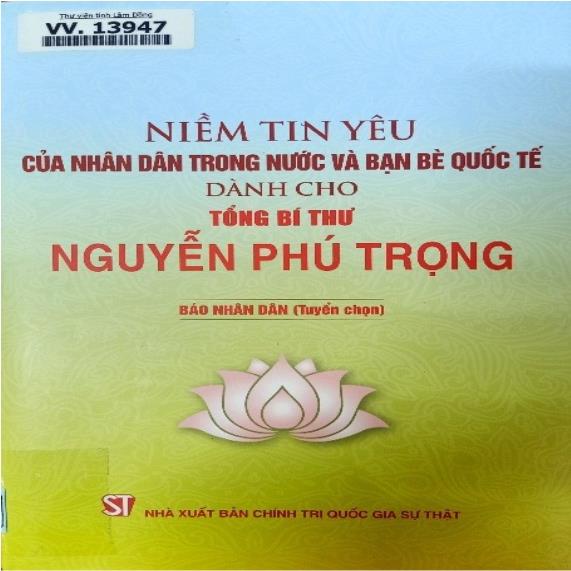 Thư viện tỉnh Lâm Đồng
VV. 13947
NIỀM TIN YÊU
CỦA NHÂN DÂN TRONG NƯỚC VÀ BẠN BÈ QUỐC TẾ
DÀNH CHO
TỔNG BÍ THƯ
NGUYỄN PHÚ TRỌNG
BÁO NHÂN DÂN (Tuyển chọn)
ST NHÀ XUẤT BẢN CHÍNH TRỊ QUỐC GIA SỰ THẬT